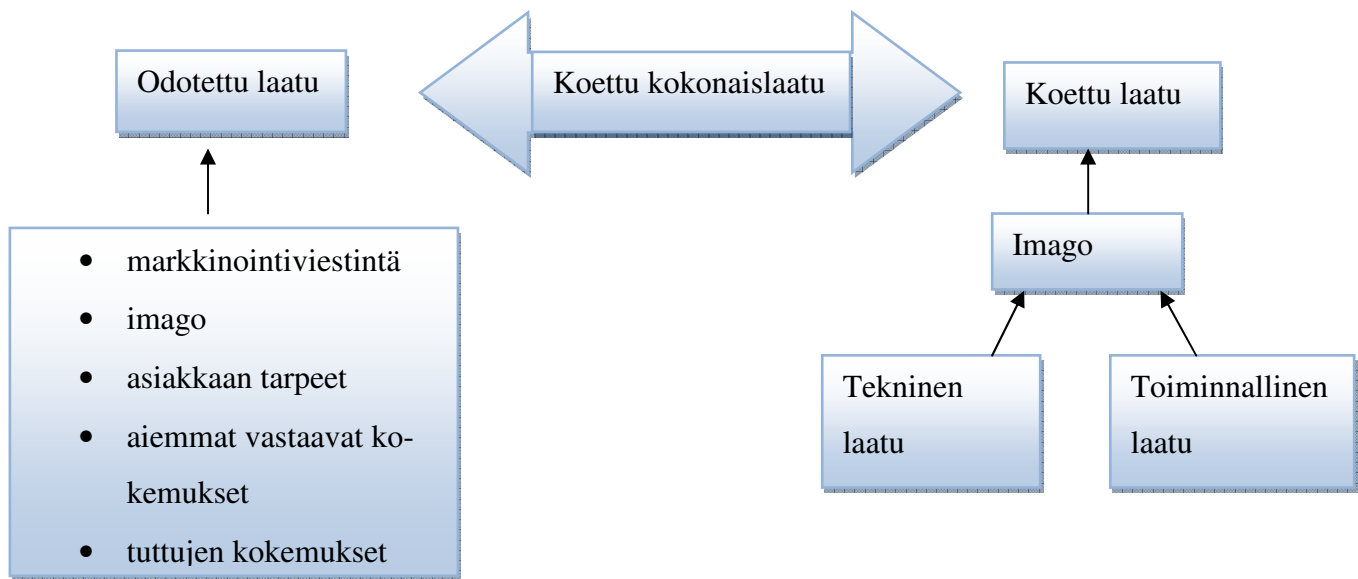 Odotettu laatu
Koettu kokonaislaatu
Koettu laatu
• markkinointiviestintä
• imago
• asiakkaan tarpeet
• aiemmat vastaavat ko-
kemukset
• tuttujen kokemukset
Imago
Tekninen
laatu
Toiminnallinen
laatu